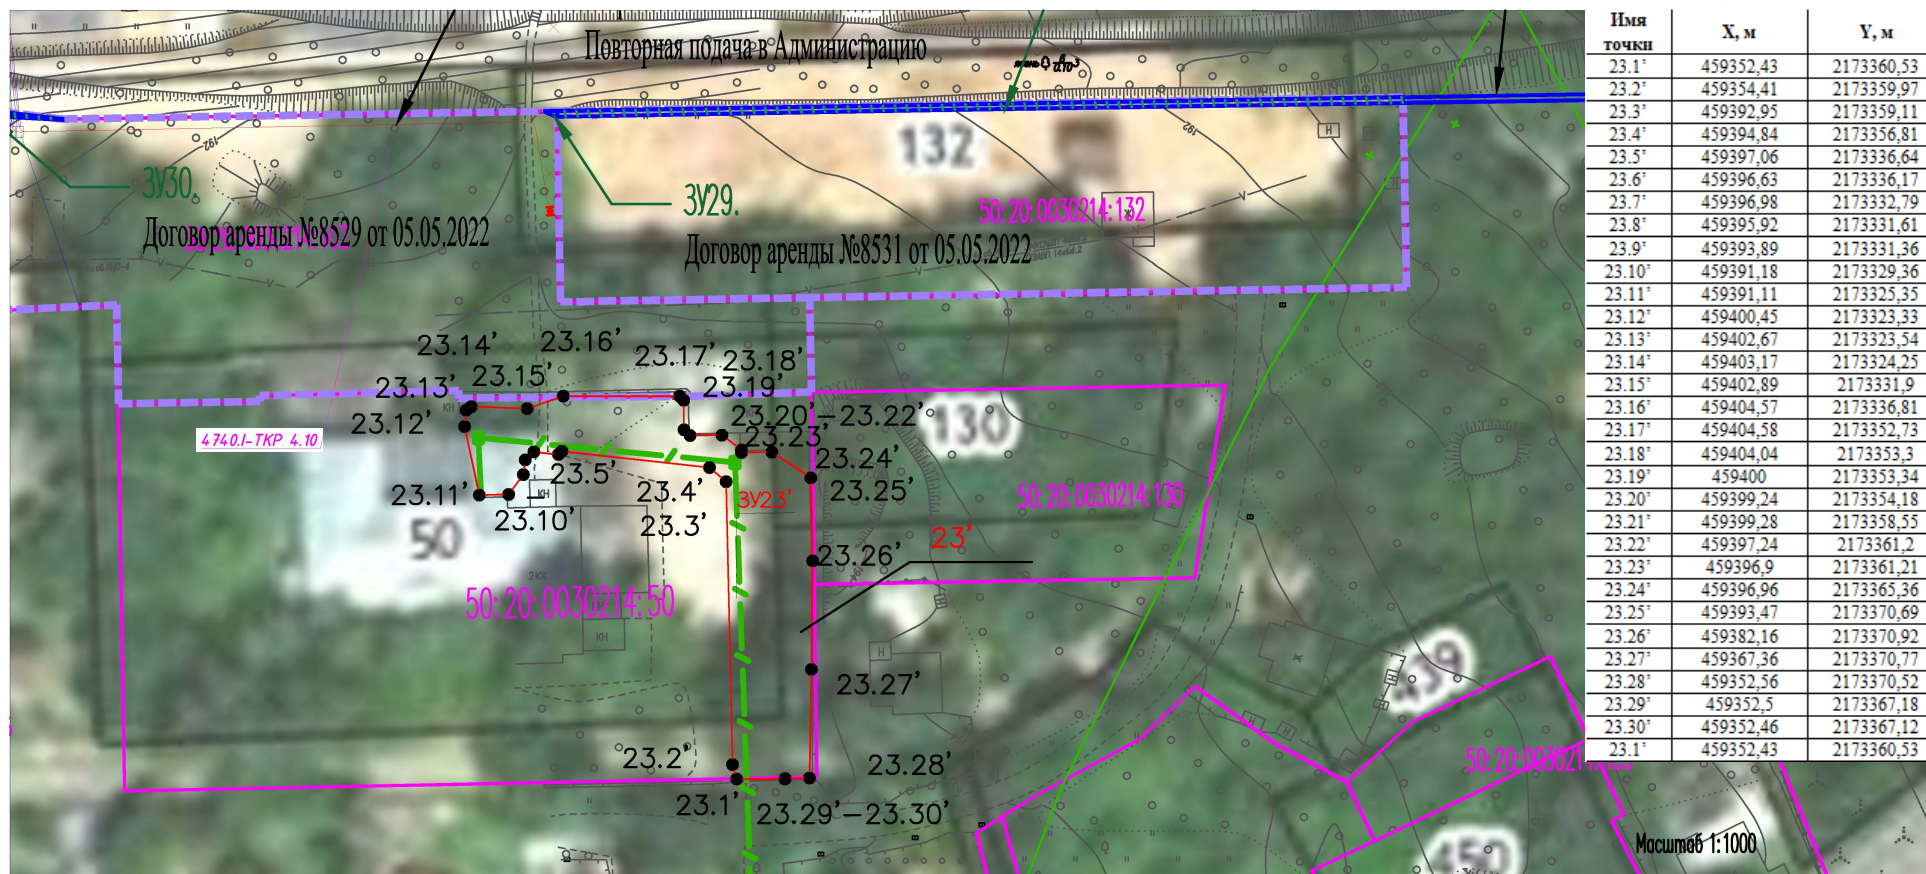 Повторная подача в Администрацию
192
132
192
ЗУ30.
ЗУ29.
50:20:0030214:132
Договор аренды №8529 от 05.05.2022
Договор аренды №8531 от 05.05.2022
23.14’
23.16’
23.17’
23.18’
23.13’
23.15’
23.19’
23.12’
23.20’–23.22’
130
4740.I-ТКР 4.10
23.23’
23.5’
23.24’
23.11’
23.4’
ЗУ23’
23.25’
50:20:0030214:130
КН
23.10’
23.3’
50
23’
23.26’
2КЖ
50:20:0030214:50
КН
439
23.27’
23.2’
23.28’
23.1’
23.29’–23.30’
450
Масштаб 1:1000
Имя точки X, м Y, м
23.1’ 459352,43 2173360,53
23.2’ 459354,41 2173359,97
23.3’ 459392,95 2173359,11
23.4’ 459394,84 2173356,81
23.5’ 459397,06 2173336,64
23.6’ 459396,63 2173336,17
23.7’ 459396,98 2173332,79
23.8’ 459395,92 2173331,61
23.9’ 459393,89 2173331,36
23.10’ 459391,18 2173329,36
23.11’ 459391,11 2173325,35
23.12’ 459400,45 2173323,33
23.13’ 459402,67 2173323,54
23.14’ 459403,17 2173324,25
23.15’ 459402,89 2173331,9
23.16’ 459404,57 2173336,81
23.17’ 459404,58 2173352,73
23.18’ 459404,04 2173353,3
23.19’ 459400 2173353,34
23.20’ 459399,24 2173354,18
23.21’ 459399,28 2173358,55
23.22’ 459397,24 2173361,2
23.23’ 459396,9 2173361,21
23.24’ 459396,96 2173365,36
23.25’ 459393,47 2173370,69
23.26’ 459382,16 2173370,92
23.27’ 459367,36 2173370,77
23.28’ 459352,56 2173370,52
23.29’ 459352,5 2173367,18
23.30’ 459352,46 2173367,12
23.1’ 459352,43 2173360,53